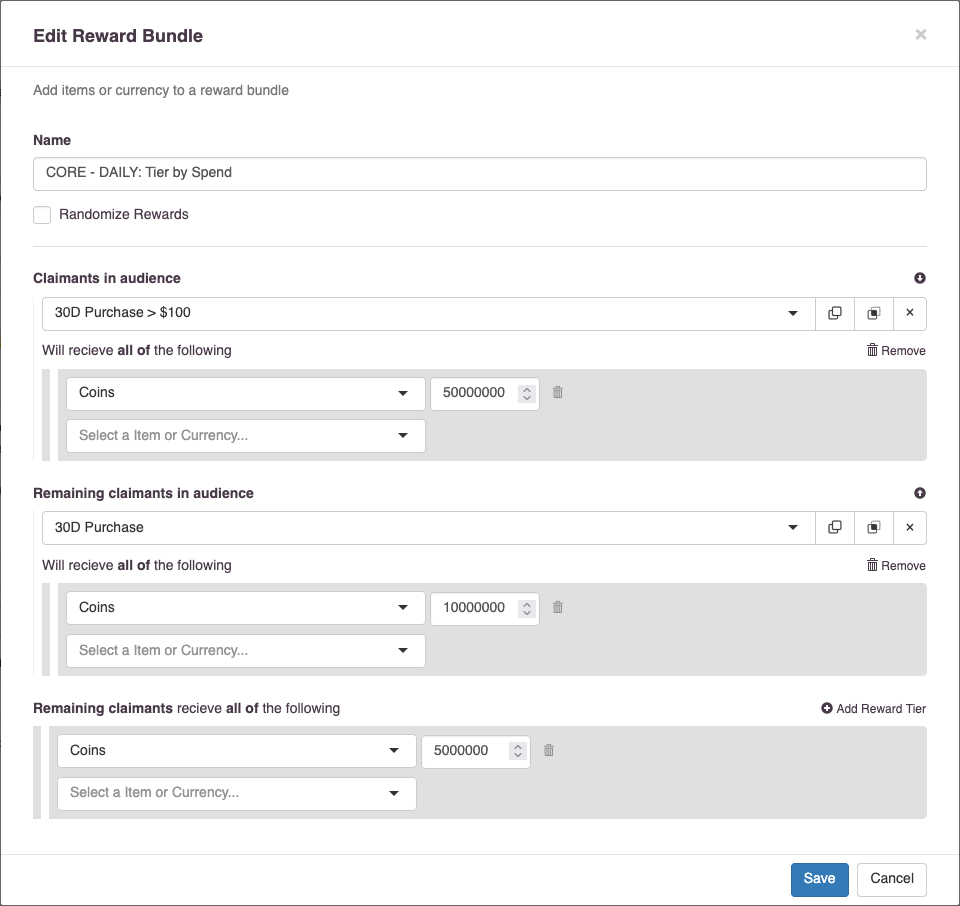 Edit Reward Bundle ×
Add items or currency to a reward bundle
Name
CORE - DAILY: Tier by Spend
Randomize Rewards
Claimants in audience
30D Purchase > $100
Will recieve all of the following Remove
Coins 50000000
Select a Item or Currency...
Remaining claimants in audience
30D Purchase
Will recieve all of the following Remove
Coins 10000000
Select a Item or Currency...
Remaining claimants recieve all of the following Add Reward Tier
Coins 5000000
Select a Item or Currency...
Save Cancel